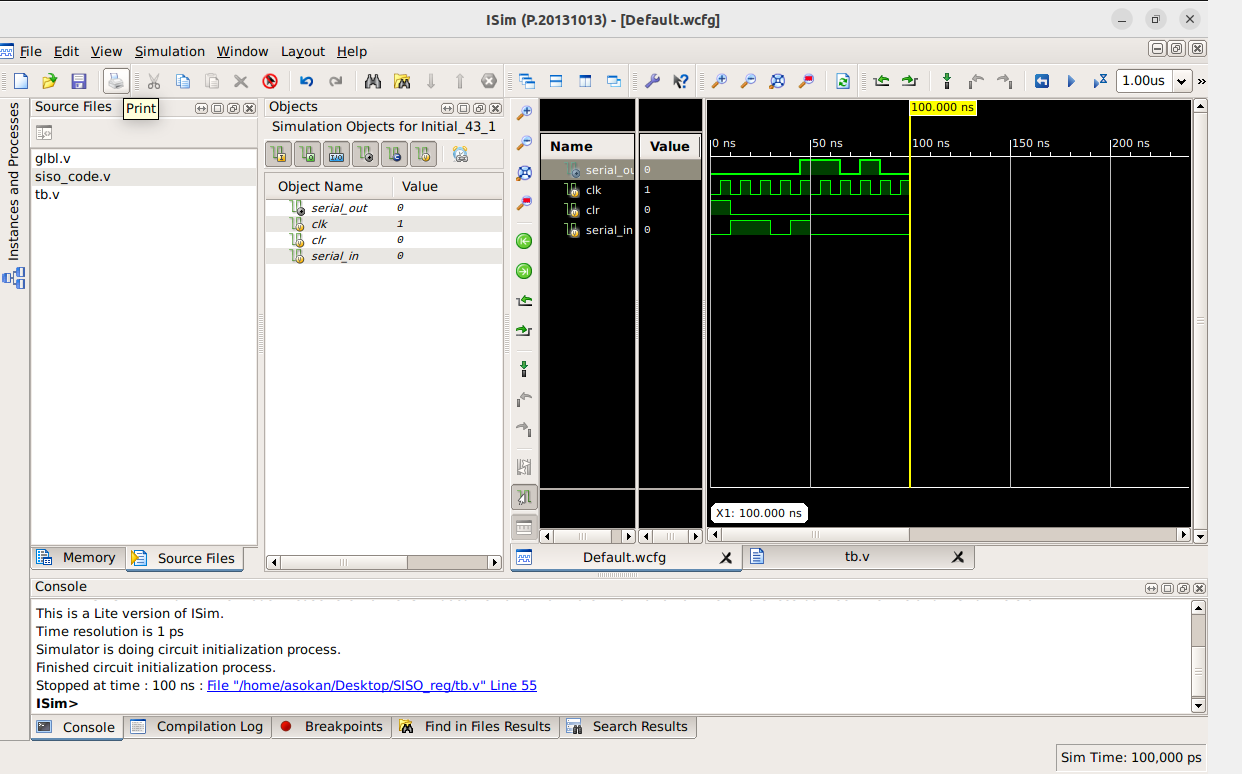 ISim (P.20131013) - [Default.wcfg]
File Edit View Simulation Window Layout Help
1.00us
»
Instances and Processes
Source Files
Print
glbl.v
siso_code.v
tb.v
Memory
Source Files
Objects
Simulation Objects for Initial_43_1
Object Name Value
serial_out 0
clk 1
clr 0
serial_in 0
Name Value
serial_ou 0
clk 1
clr 0
serial_in 0
100.000 ns
0 ns 50 ns 100 ns 150 ns 200 ns
X1: 100.000 ns
Default.wcfg
tb.v
Console
This is a Lite version of ISim.
Time resolution is 1 ps
Simulator is doing circuit initialization process.
Finished circuit initialization process.
Stopped at time : 100 ns : File "/home/asokan/Desktop/SISO_reg/tb.v" Line 55
ISim>
Console Compilation Log Breakpoints Find in Files Results Search Results
Sim Time: 100,000 ps